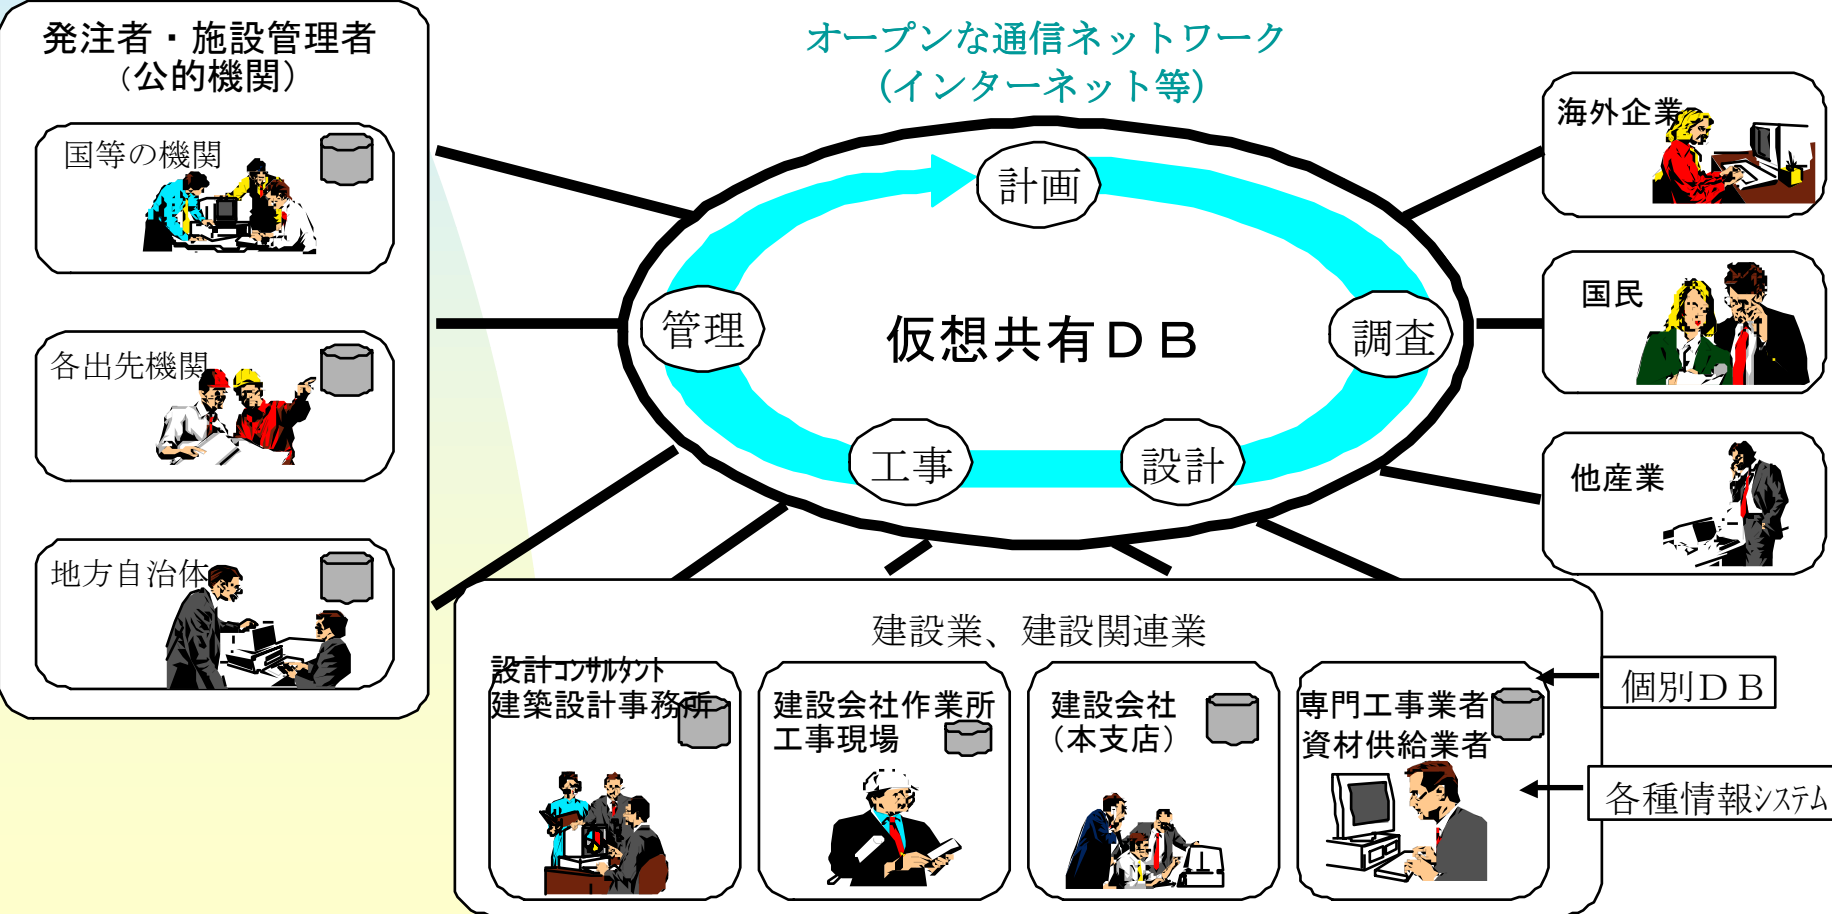 発注者・施設管理者
（公的機関）
国等の機関
各出先機関
地方自治体
オープンな通信ネットワーク
（インターネット等）
計画
調査
設計
工事
管理
仮想共有ＤＢ
海外企業
国民
他産業
建設業、建設関連業
設計ｺﾝｻﾙﾀﾝﾄ
建築設計事務所
建設会社作業所
工事現場
建設会社
（本支店）
専門工事業者
資材供給業者
個別ＤＢ
各種情報ｼｽﾃﾑ